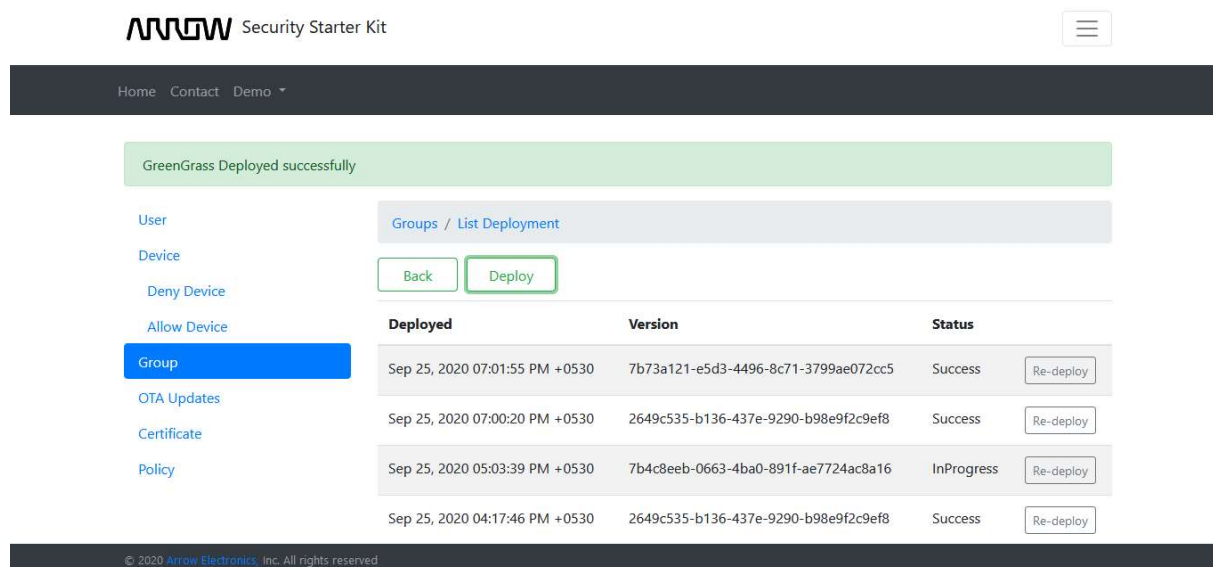 ARROW Security Starter Kit
Home Contact Demo
GreenGrass Deployed successfully
User
Device
Deny Device
Allow Device
Group
OTA Updates
Certificate
Policy
Groups / List Deployment
Back Deploy
Deployed Version Status
Sep 25, 2020 07:01:55 PM +0530 7b73a121-e5d3-4496-8c71-3799ae072cc5 Success Re-deploy
Sep 25, 2020 07:00:20 PM +0530 2649c535-b136-437e-9290-b98e9f2c9ef8 Success Re-deploy
Sep 25, 2020 05:03:39 PM +0530 7b4c8eeb-0663-4ba0-891f-ae7724ac8a16 InProgress Re-deploy
Sep 25, 2020 04:17:46 PM +0530 2649c535-b136-437e-9290-b98e9f2c9ef8 Success Re-deploy
© 2020 Arrow Electronics, Inc. All rights reserved